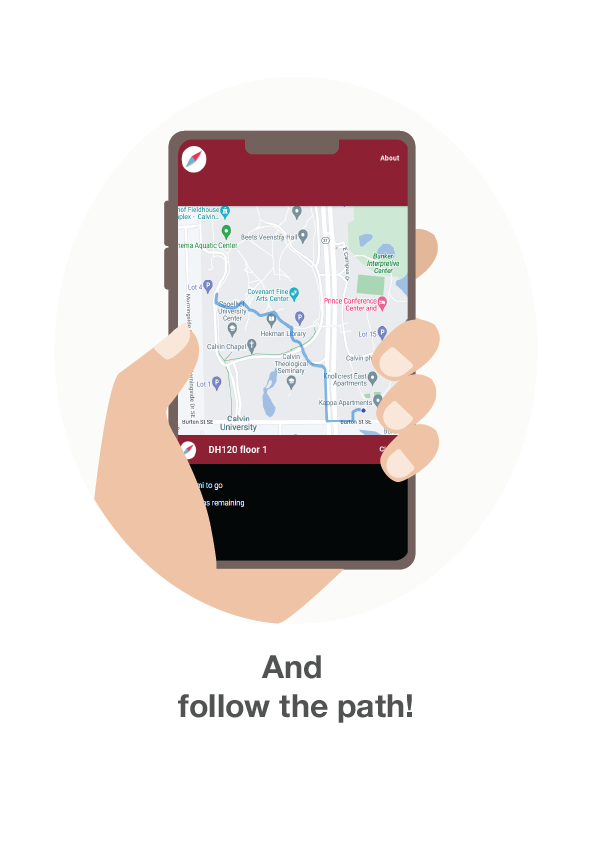 About
of Fieldhouse
plex - Calvin...
Beets Veenstra Hall
nema Aquatic Center
E Campus D
Bunker
Interpretive
Center
Lot 4
Covenant Fine
Arts Center
Prince Conference
Center and
Spoelhof
University
Center
Hekman Library
Lot 15
Morningside
Calvin Chapel
Calvin
Theological
Seminary
Calvin ph
Knollcrest East
Apartments
Lot 1
Kappa Apartments
Burton St SE
Calvin
University
Burton St SE
DH120 floor 1
mi to go
remaining
And
follow the path!